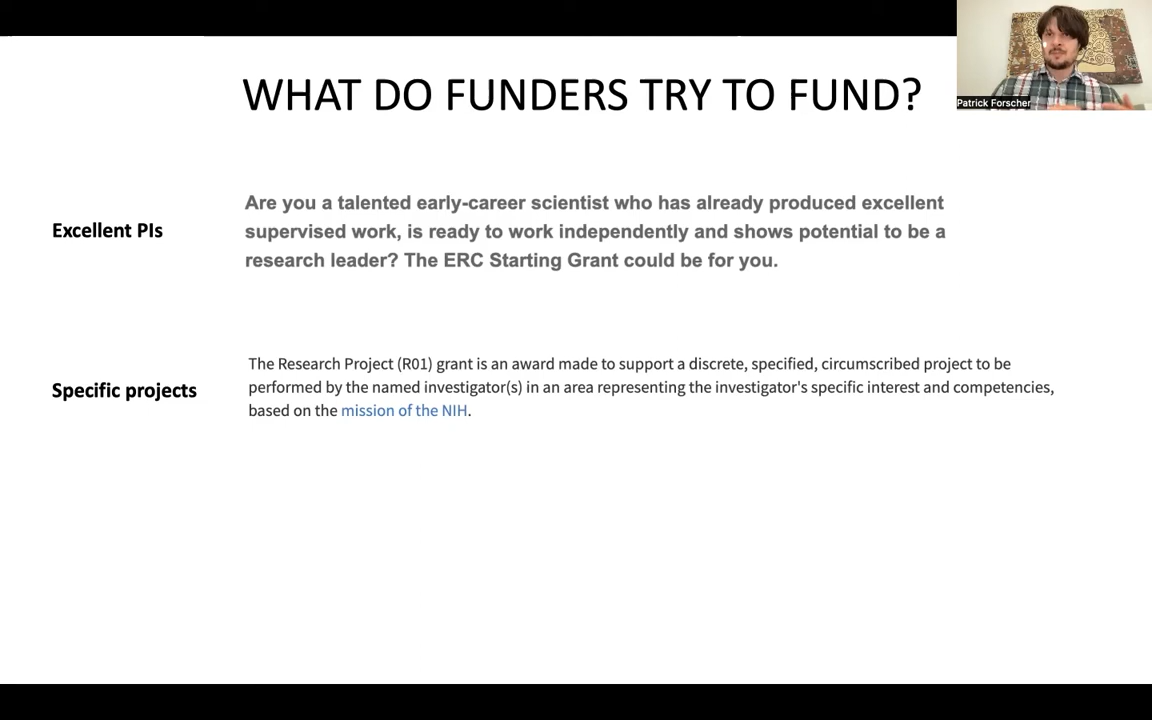 WHAT DO FUNDERS TRY TO FUND?
Patrick Forscher
Excellent PIs
Are you a talented early-career scientist who has already produced excellent
supervised work, is ready to work independently and shows potential to be a
research leader? The ERC Starting Grant could be for you.
Specific projects
The Research Project (R01) grant is an award made to support a discrete, specified, circumscribed project to be
performed by the named investigator(s) in an area representing the investigator's specific interest and competencies,
based on the mission of the NIH.